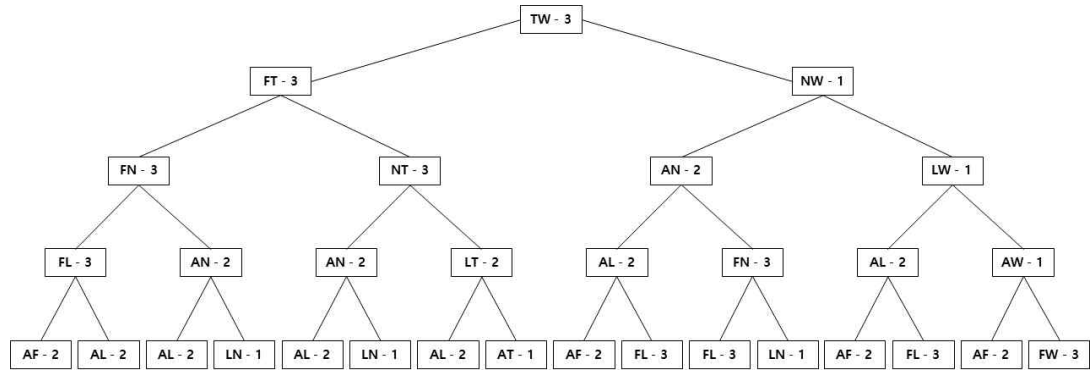 TW - 3
FT - 3 NW - 1
FN - 3 NT - 3 AN - 2 LW - 1
FL - 3 AN - 2 AN - 2 LT - 2 AL - 2 FN - 3 AL - 2 AW - 1
AF - 2 AL - 2 AL - 2 LN - 1 AL - 2 LN - 1 AL - 2 AT - 1 AF - 2 FL - 3 FL - 3 LN - 1 AF - 2 FL - 3 AF - 2 FW - 3